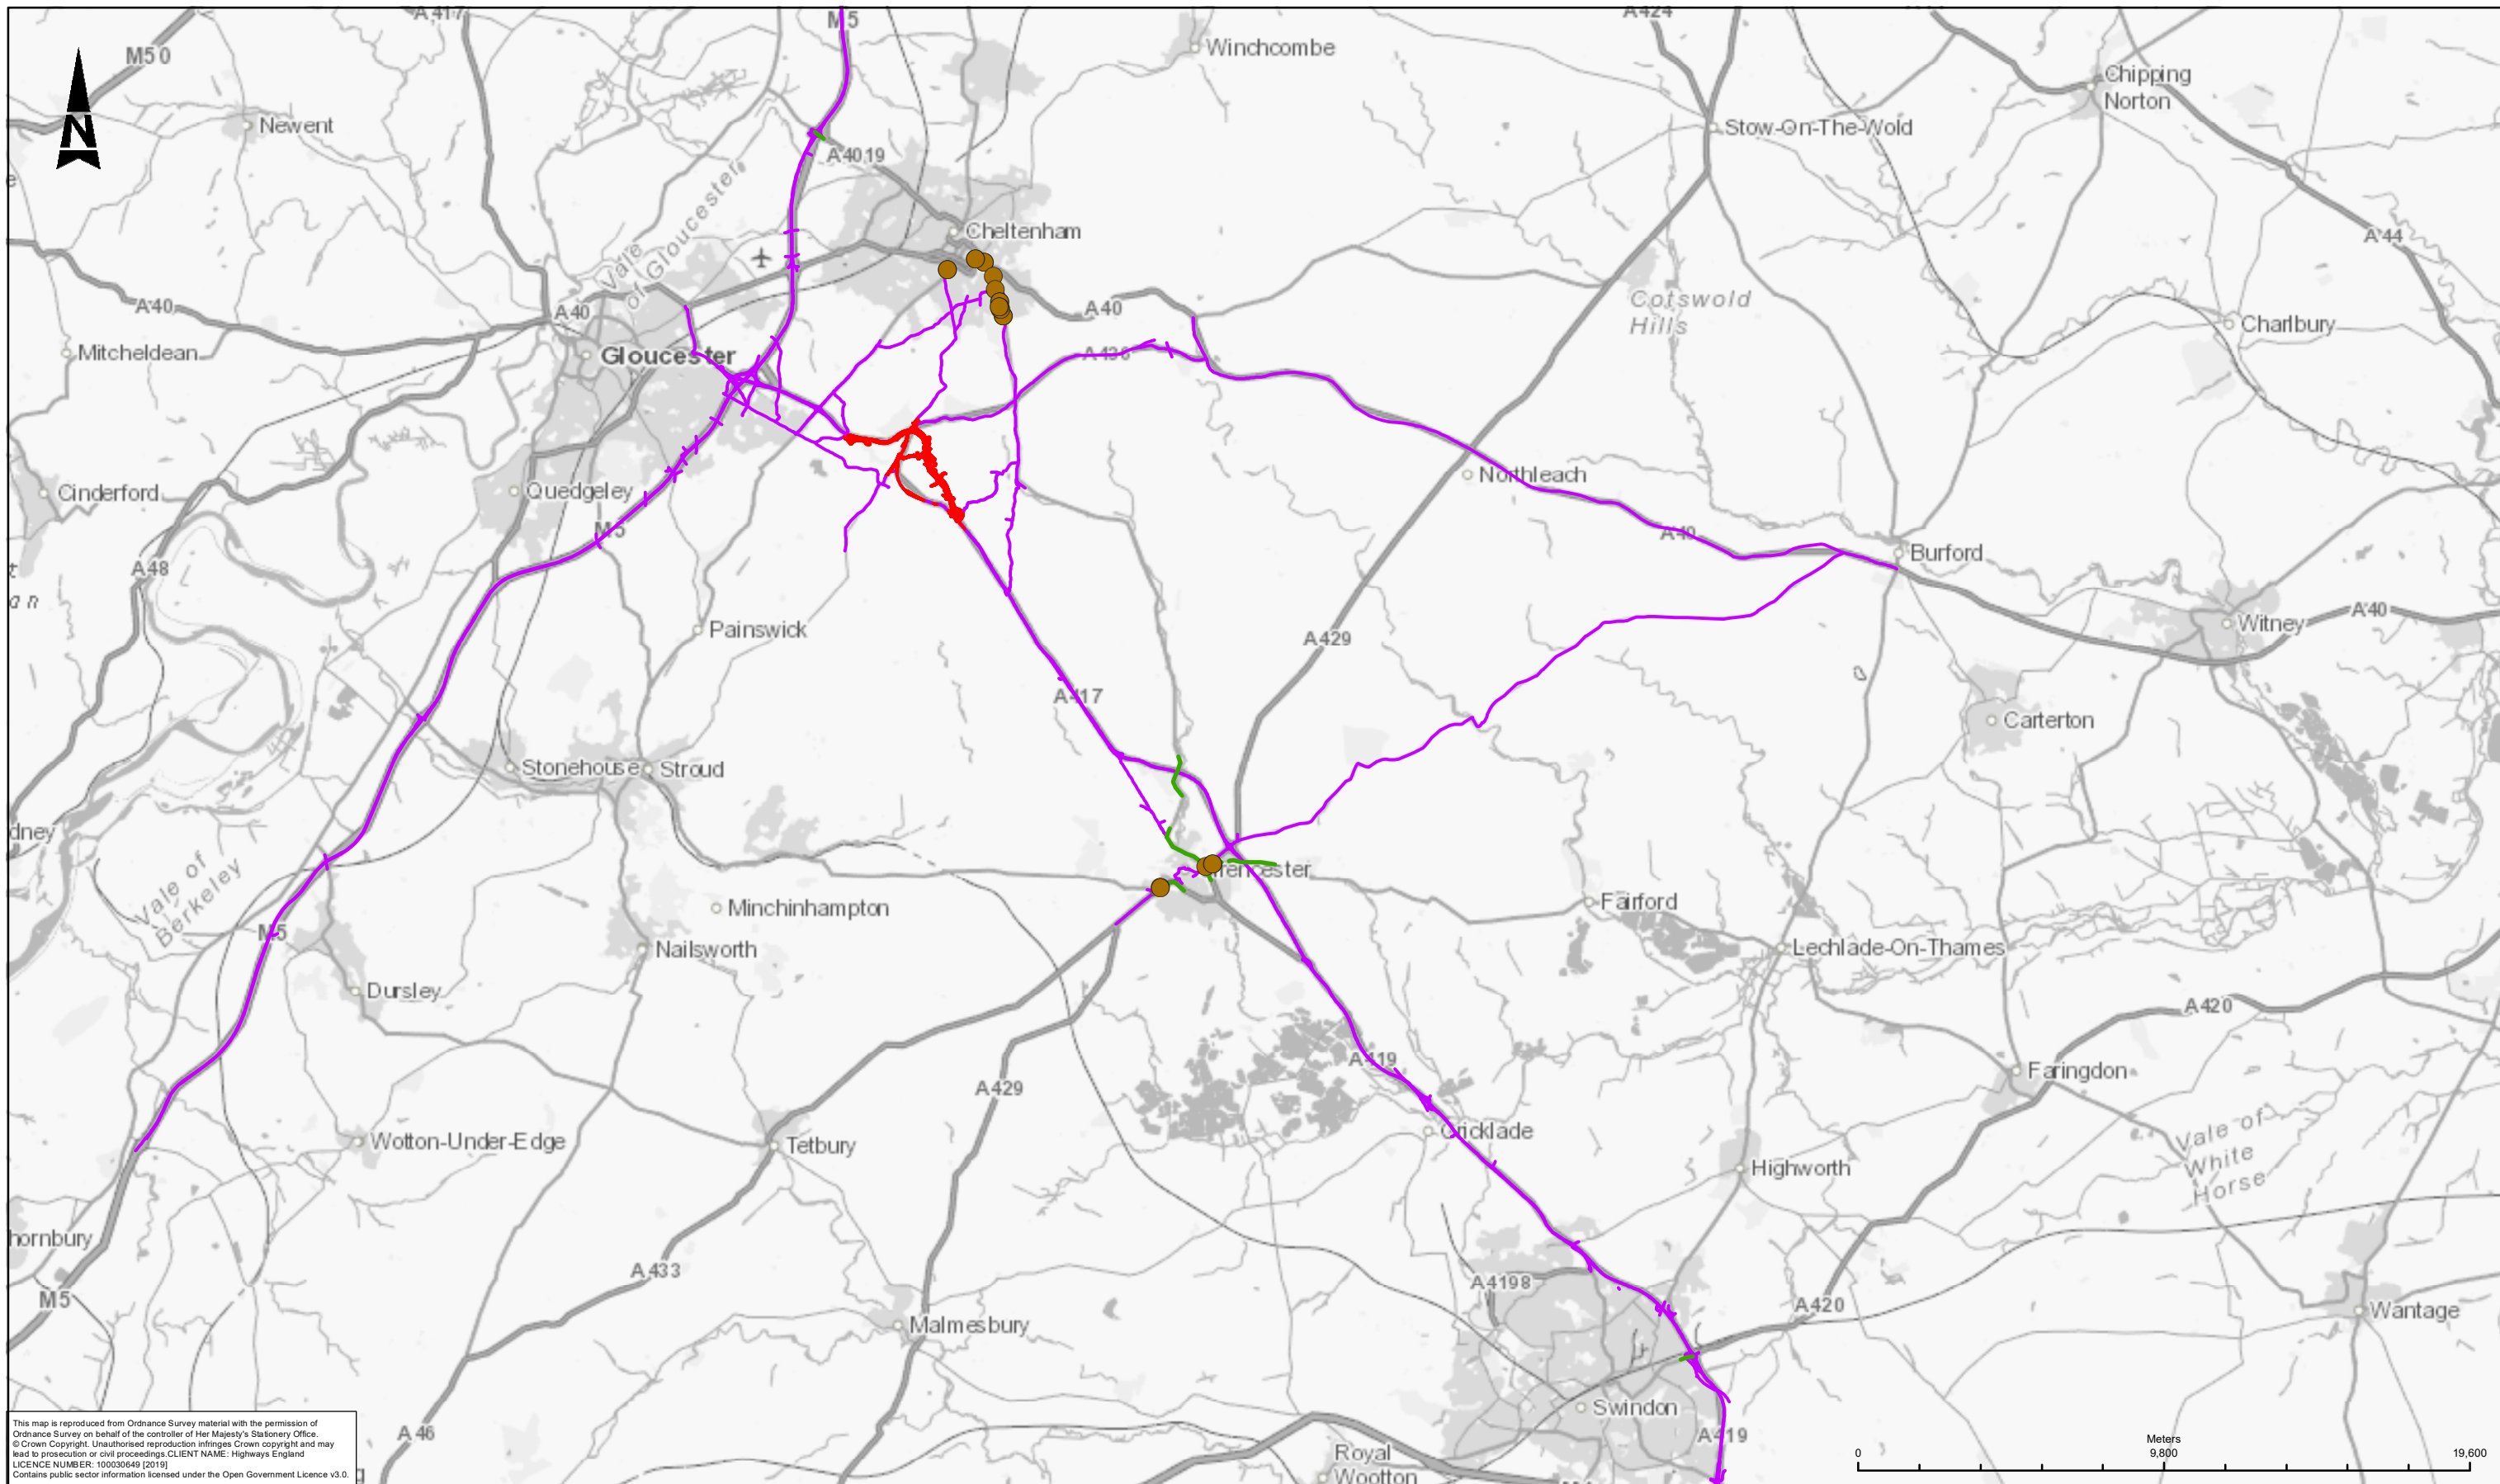 M5
A424
M50
Winchcombe
Chipping
Norton
N
Newent
Stow-On-The-Wold
A4019
Vale
of Gloucester
Cheltenham
A44
Cotswold
Hills
A40
A40
A40
Charlbury
Mitcheldean
Gloucester
A436
Northleach
Cinderford
Quedgeley
M5
A40
Burford
A48
an
A40
Witney
Painswick
A429
A417
Carterton
Stonehouse
Stroud
dney
Vale of
Berkeley
Minchinhampton
Fairford
M5
Nailsworth
Lechlade-On-Thames
Dursley
A420
A419
Faringdon
A429
Cricklade
Wotton-Under-Edge
Tetbury
Vale of
White
Horse
Highworth
hornbury
A433
A4198
M5
A420
Wantage
Malmesbury
Swindon
A46
A419
Royal
Wootton
Meters
0 9,800 19,600
This map is reproduced from Ordnance Survey material with the permission of
Ordnance Survey on behalf of the controller of Her Majesty's Stationery Office.
© Crown Copyright. Unauthorised reproduction infringes Crown copyright and may
lead to prosecution or civil proceedings.CLIENT NAME: Highways England
LICENCE NUMBER: 100030649 [2019]
Contains public sector information licensed under the Open Government Licence v3.0.